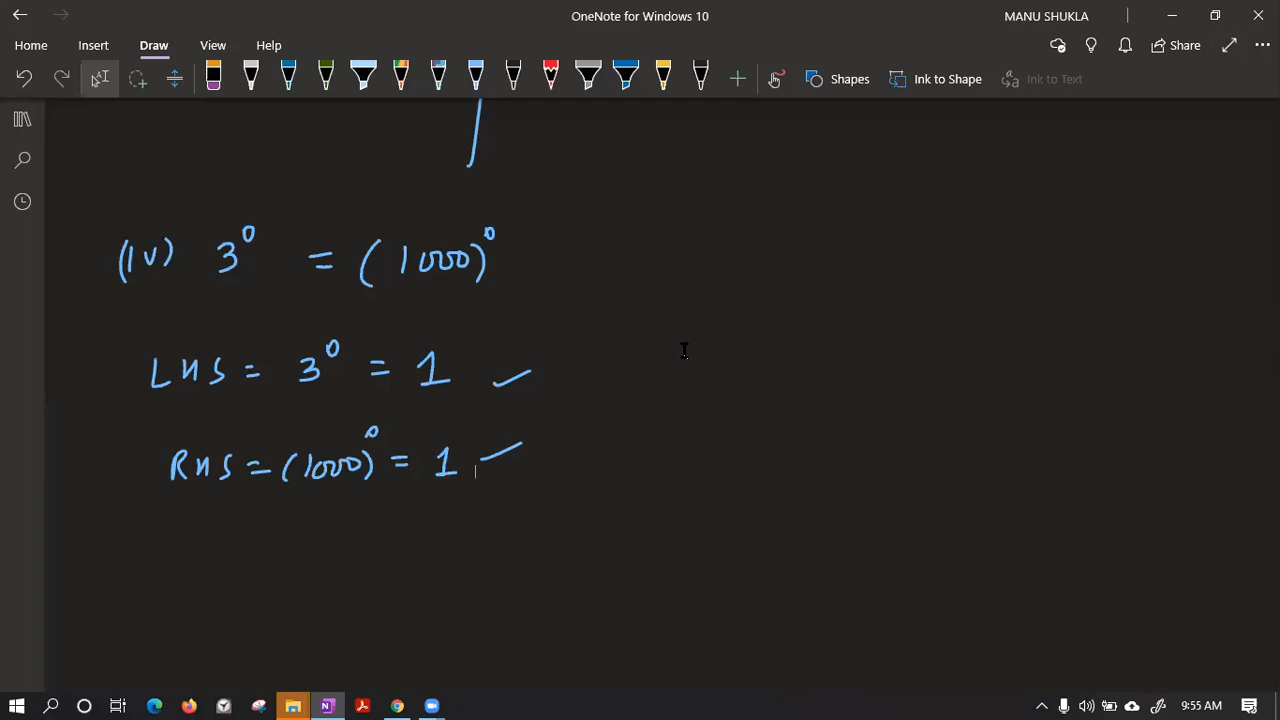 OneNote for Windows 10
MANU SHUKLA
Home Insert Draw View Help
Share
Shapes
Ink to Shape
Ink to Text
(iv) 3⁰ = (1000)⁰
LHS = 3⁰ = 1 ✓
RHS = (1000)⁰ = 1 ✓
9:55 AM